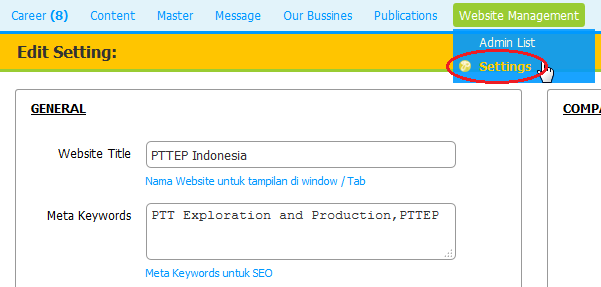 Career (8) Content Master Message Our Bussines Publications Website Management
Admin List
Edit Setting:
Settings
GENERAL
COMPA
Website Title
PTTEP Indonesia
Nama Website untuk tampilan di window / Tab
Meta Keywords
PTT Exploration and Production,PTTEP
Meta Keywords untuk SEO